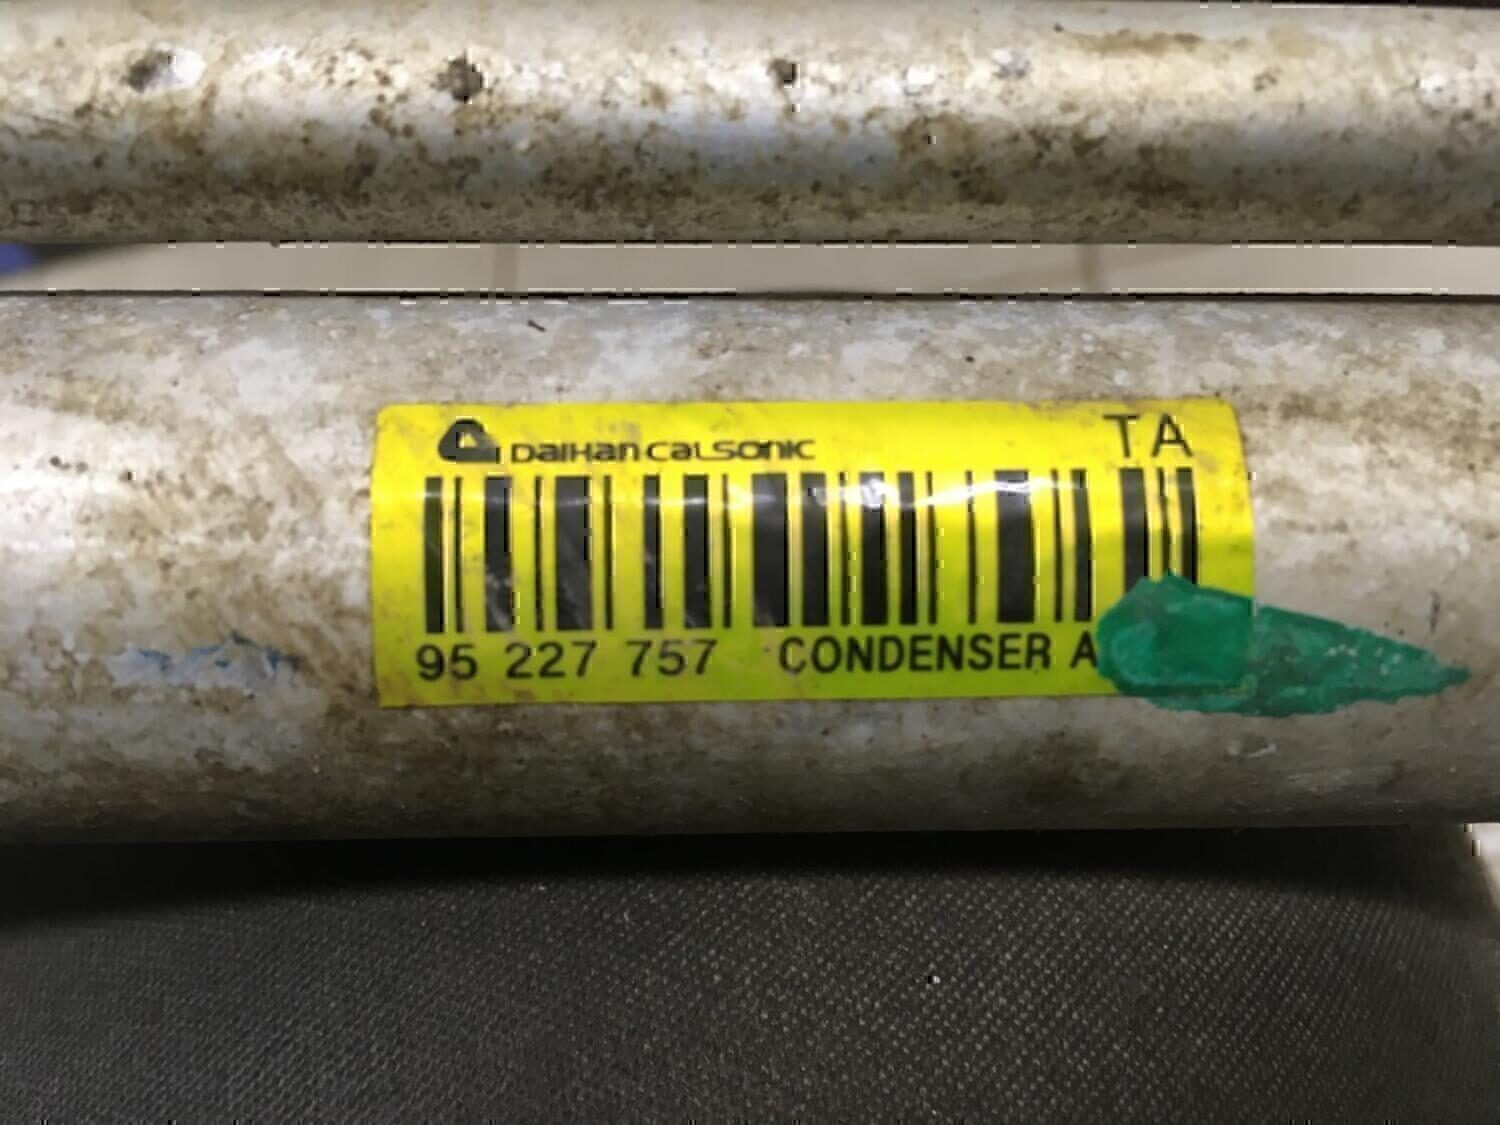 DAIHAN CALSONIC
TA
95 227 757 CONDENSER A